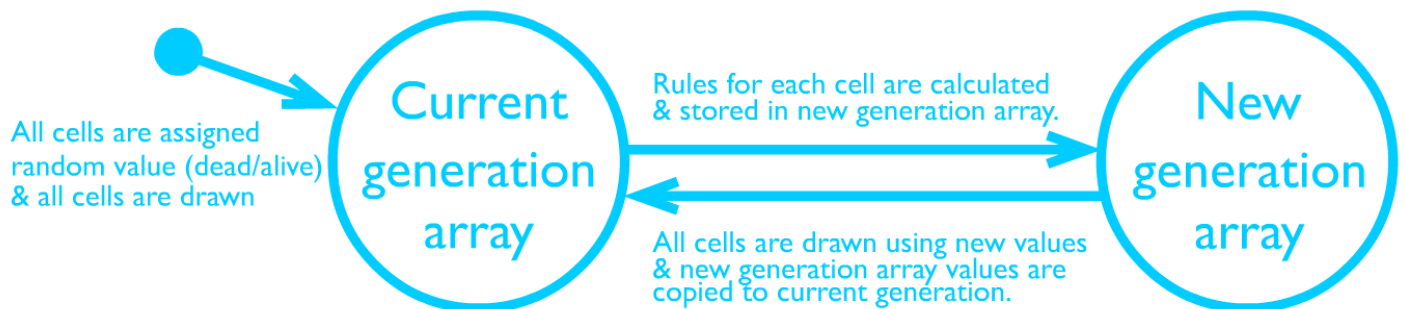 All cells are assigned
random value (dead/alive)
& all cells are drawn
Current
generation
array
Rules for each cell are calculated
& stored in new generation array.
All cells are drawn using new values
& new generation array values are
copied to current generation.
New
generation
array